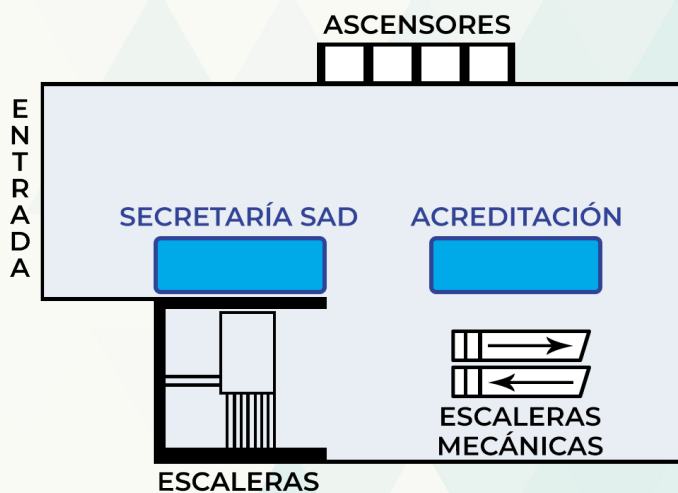 ASCENSORES
ENTRADA
SECRETARÍA SAD
ACREDITACIÓN
ESCALERAS
MECÁNICAS
ESCALERAS